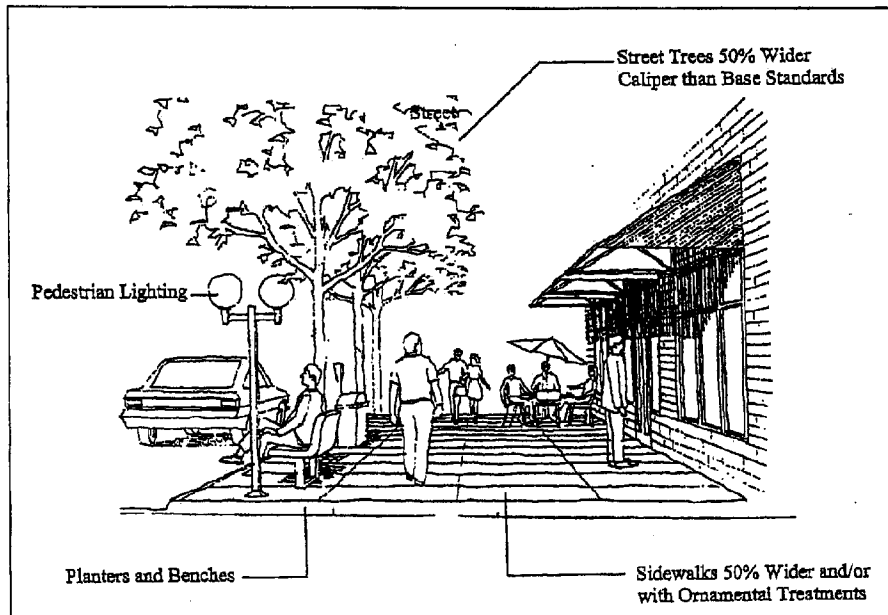 Street Trees 50% Wider
Caliper than Base Standards
Street
Pedestrian Lighting
Planters and Benches
Sidewalks 50% Wider and/or
with Ornamental Treatments